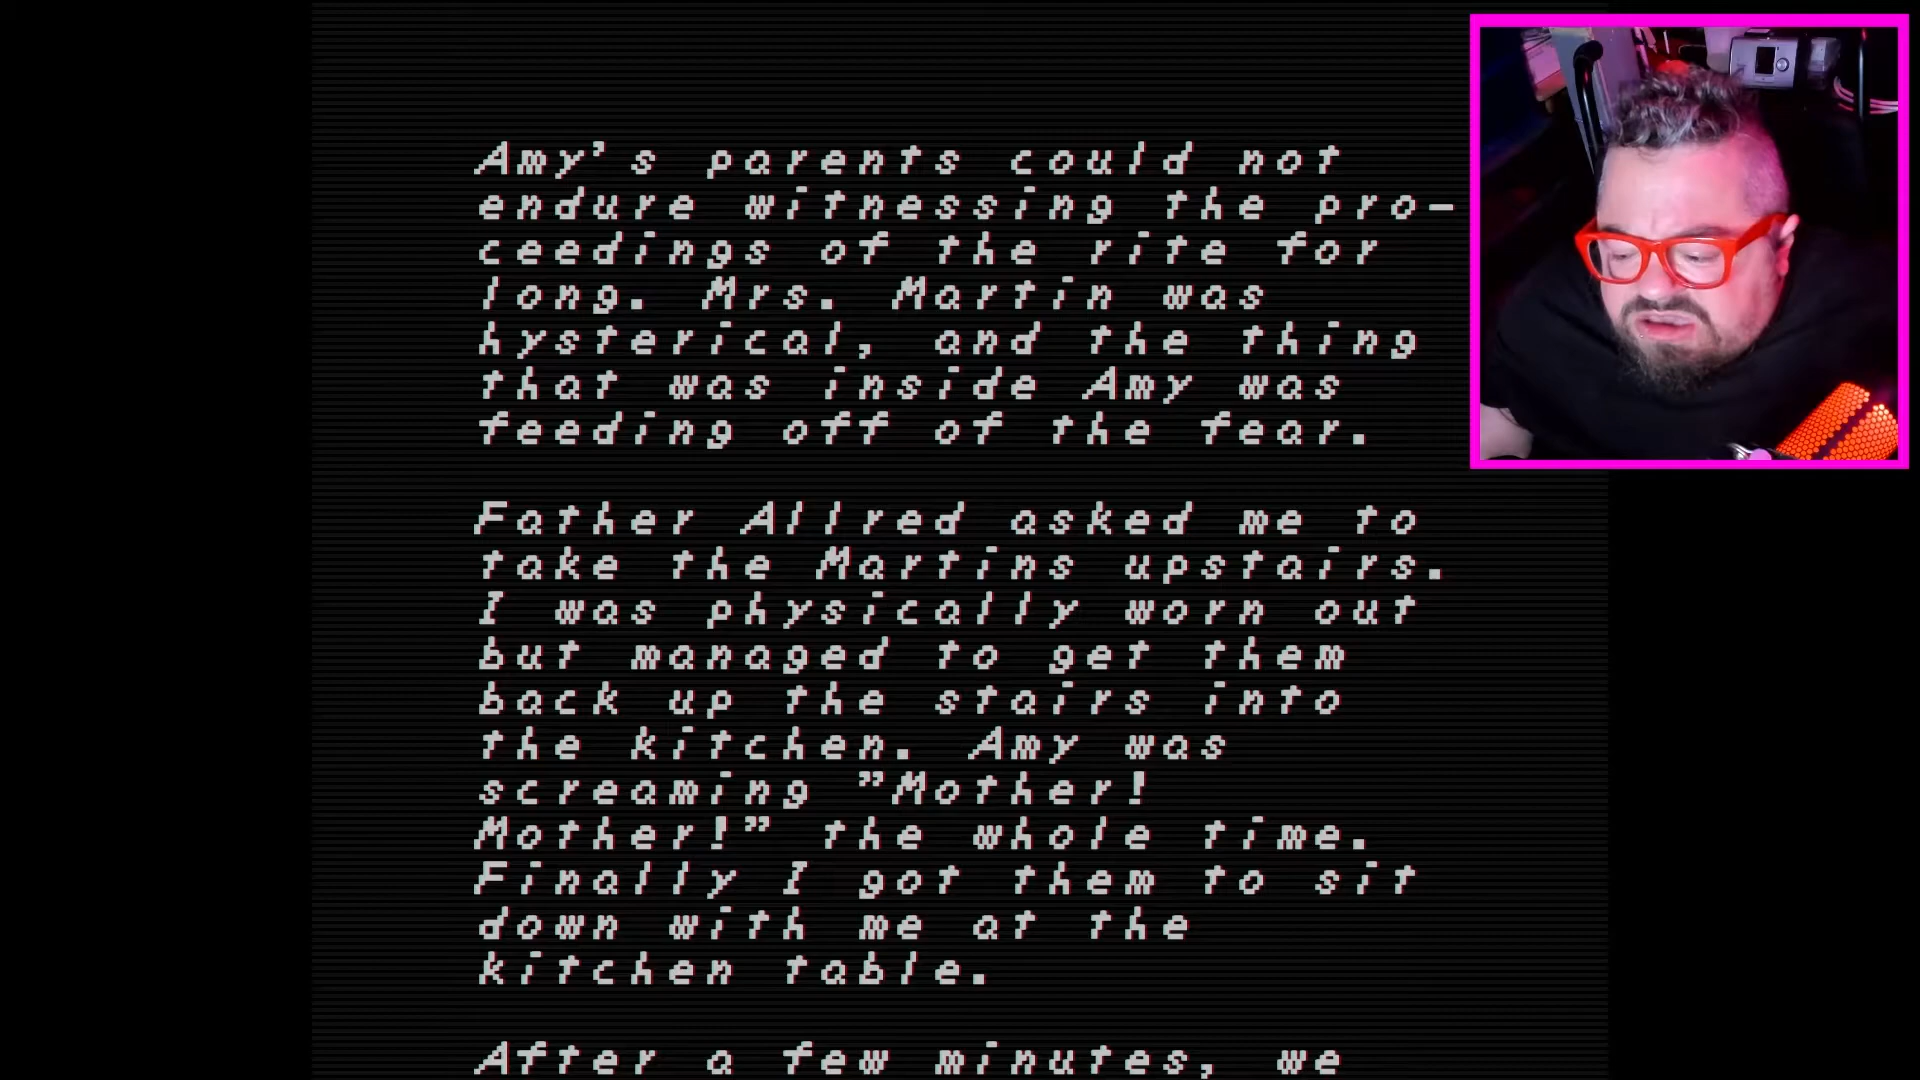 Amy's parents could not
endure witnessing the pro-
ceedings of the rite for
long. Mrs. Martin was
hysterical, and the thing
that was inside Amy was
feeding off of the fear.
Father Allred asked me to
take the Martins upstairs.
I was physically worn out
but managed to get them
back up the stairs into
the kitchen. Amy was
screaming "Mother!
Mother!" the whole time.
Finally I got them to sit
down with me at the
kitchen table.
After a few minutes, we